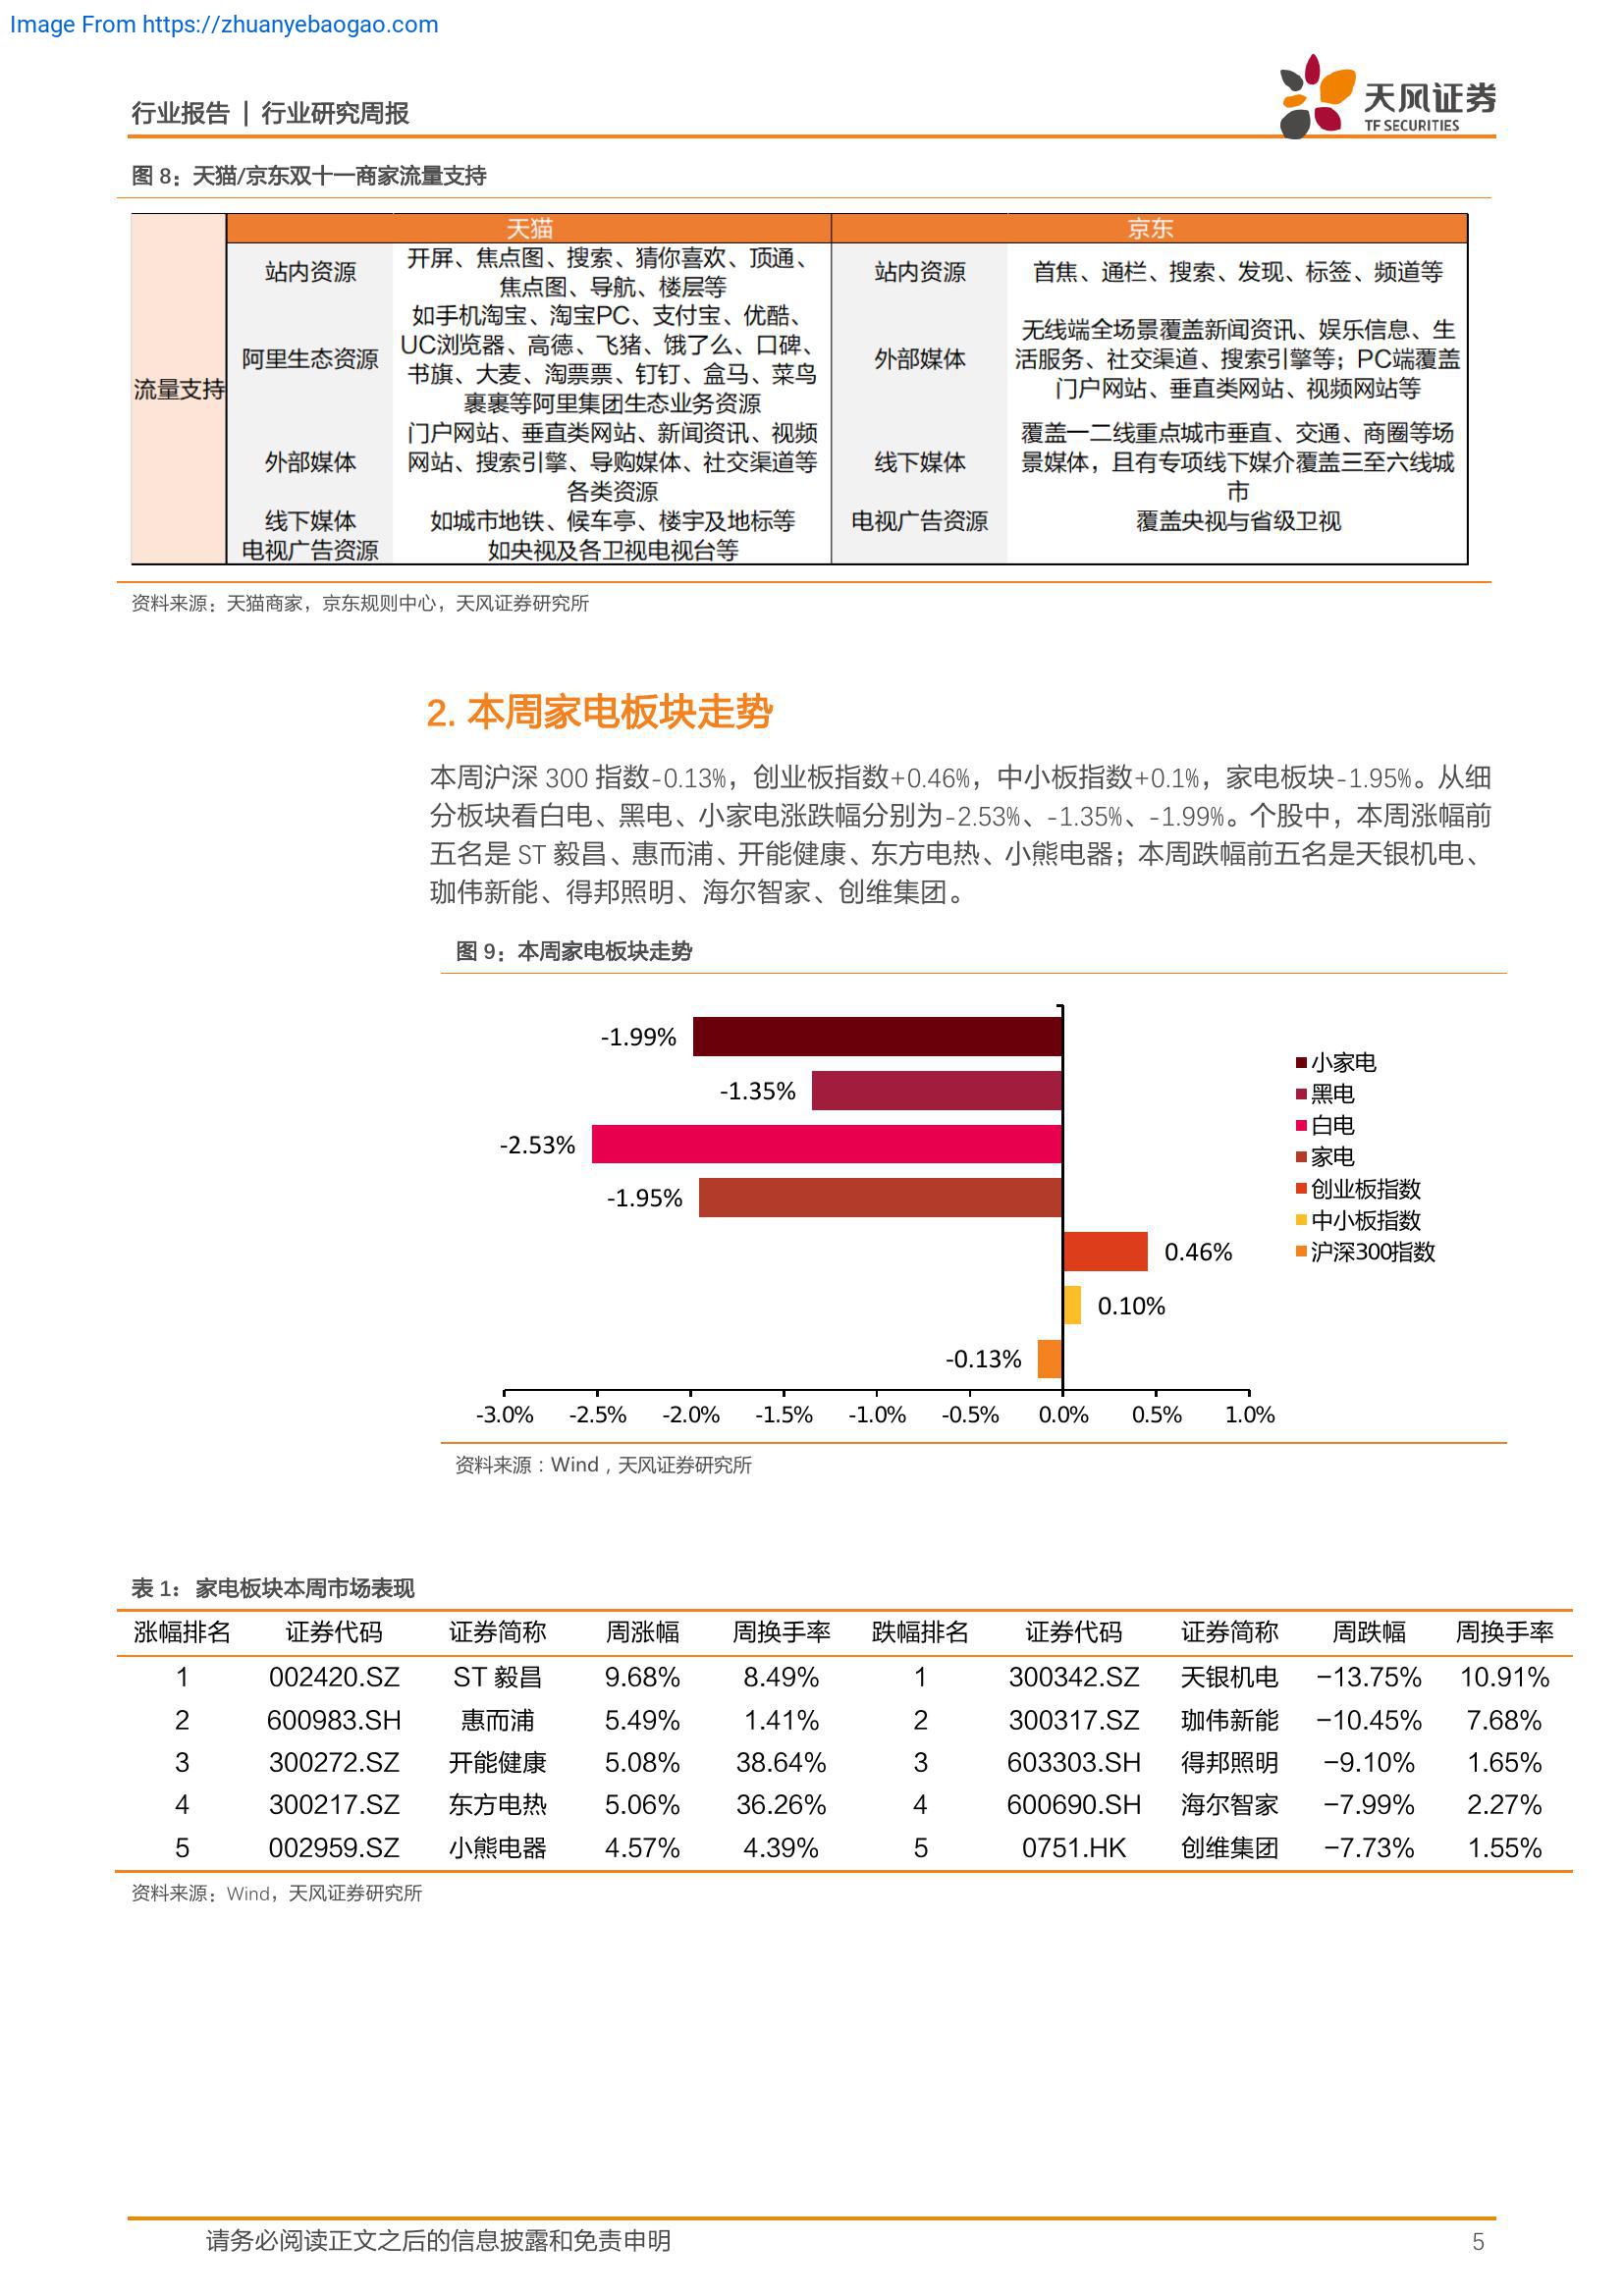 Image From https://zhuanyebaogao.com
行业报告 | 行业研究周报
天风证券
TF SECURITIES
图 8：天猫/京东双十一商家流量支持
天猫 京东
流量支持
站内资源 开屏、焦点图、搜索、猜你喜欢、顶通、
焦点图、导航、楼层等
站内资源 首焦、通栏、搜索、发现、标签、频道等
阿里生态资源 如手机淘宝、淘宝PC、支付宝、优酷、
UC浏览器、高德、飞猪、饿了么、口碑、
书旗、大麦、淘票票、钉钉、盒马、菜鸟
裹裹等阿里集团生态业务资源
外部媒体 无线端全场景覆盖新闻资讯、娱乐信息、生
活服务、社交渠道、搜索引擎等；PC端覆盖
门户网站、垂直类网站、视频网站等
外部媒体 门户网站、垂直类网站、新闻资讯、视频
网站、搜索引擎、导购媒体、社交渠道等
各类资源
线下媒体 覆盖一二线重点城市垂直、交通、商圈等场
景媒体，且有专项线下媒介覆盖三至六线城
市
线下媒体 如城市地铁、候车亭、楼宇及地标等
电视广告资源 覆盖央视与省级卫视
电视广告资源 如央视及各卫视电视台等
资料来源：天猫商家，京东规则中心，天风证券研究所
2. 本周家电板块走势
本周沪深 300 指数-0.13%，创业板指数+0.46%，中小板指数+0.1%，家电板块-1.95%。从细
分板块看白电、黑电、小家电涨跌幅分别为-2.53%、-1.35%、-1.99%。个股中，本周涨幅前
五名是 ST 毅昌、惠而浦、开能健康、东方电热、小熊电器；本周跌幅前五名是天银机电、
珈伟新能、得邦照明、海尔智家、创维集团。
图 9：本周家电板块走势
-1.99%
-1.35%
-2.53%
-1.95%
0.46%
0.10%
-0.13%
小家电
黑电
白电
家电
创业板指数
中小板指数
沪深300指数
-3.0% -2.5% -2.0% -1.5% -1.0% -0.5% 0.0% 0.5% 1.0%
资料来源：Wind，天风证券研究所
表 1：家电板块本周市场表现
涨幅排名 证券代码 证券简称 周涨幅 周换手率 跌幅排名 证券代码 证券简称 周跌幅 周换手率
1 002420.SZ ST 毅昌 9.68% 8.49% 1 300342.SZ 天银机电 -13.75% 10.91%
2 600983.SH 惠而浦 5.49% 1.41% 2 300317.SZ 珈伟新能 -10.45% 7.68%
3 300272.SZ 开能健康 5.08% 38.64% 3 603303.SH 得邦照明 -9.10% 1.65%
4 300217.SZ 东方电热 5.06% 36.26% 4 600690.SH 海尔智家 -7.99% 2.27%
5 002959.SZ 小熊电器 4.57% 4.39% 5 0751.HK 创维集团 -7.73% 1.55%
资料来源：Wind，天风证券研究所
请务必阅读正文之后的信息披露和免责申明 5